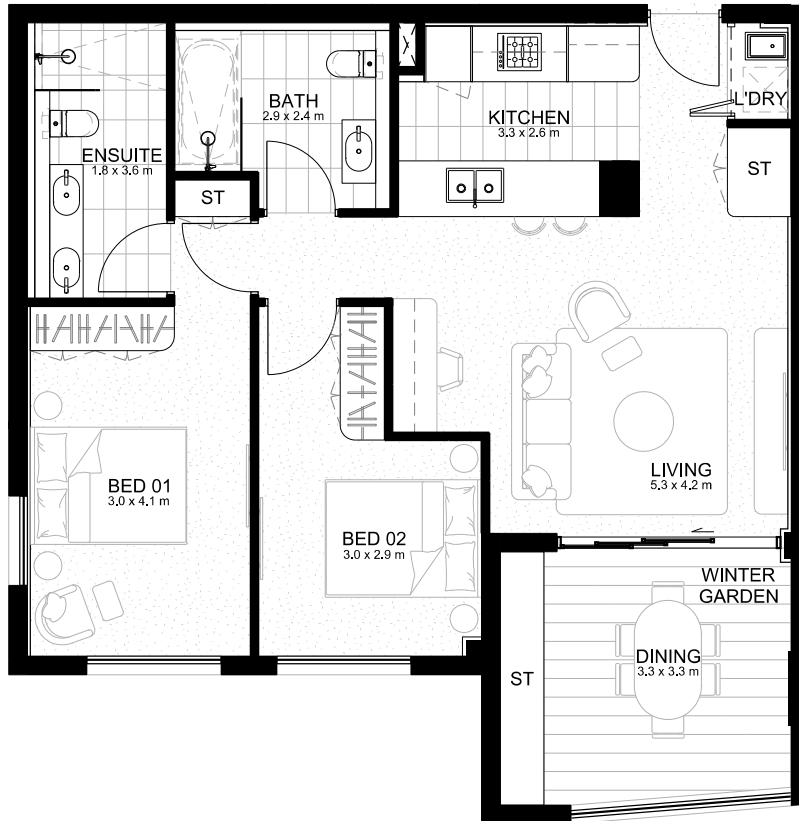 BATH
2.9 x 2.4 m
KITCHEN
3.3 x 2.6 m
L'DRY
ENSUITE
1.8 x 3.6 m
ST
ST
BED 01
3.0 x 4.1 m
BED 02
3.0 x 2.9 m
LIVING
5.3 x 4.2 m
WINTER
GARDEN
DINING
3.3 x 3.3 m
ST